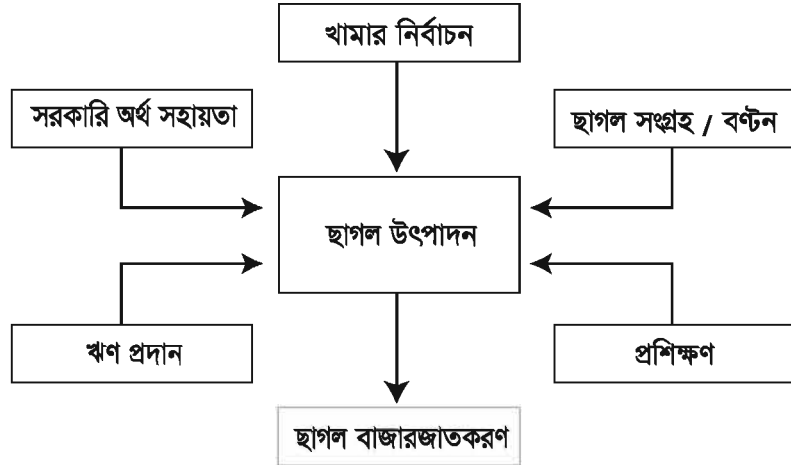 খামার নির্বাচন
সরকারি অর্থ সহায়তা
ছাগল সংগ্রহ / বণ্টন
ছাগল উৎপাদন
ঋণ প্রদান
প্রশিক্ষণ
ছাগল বাজারজাতকরণ